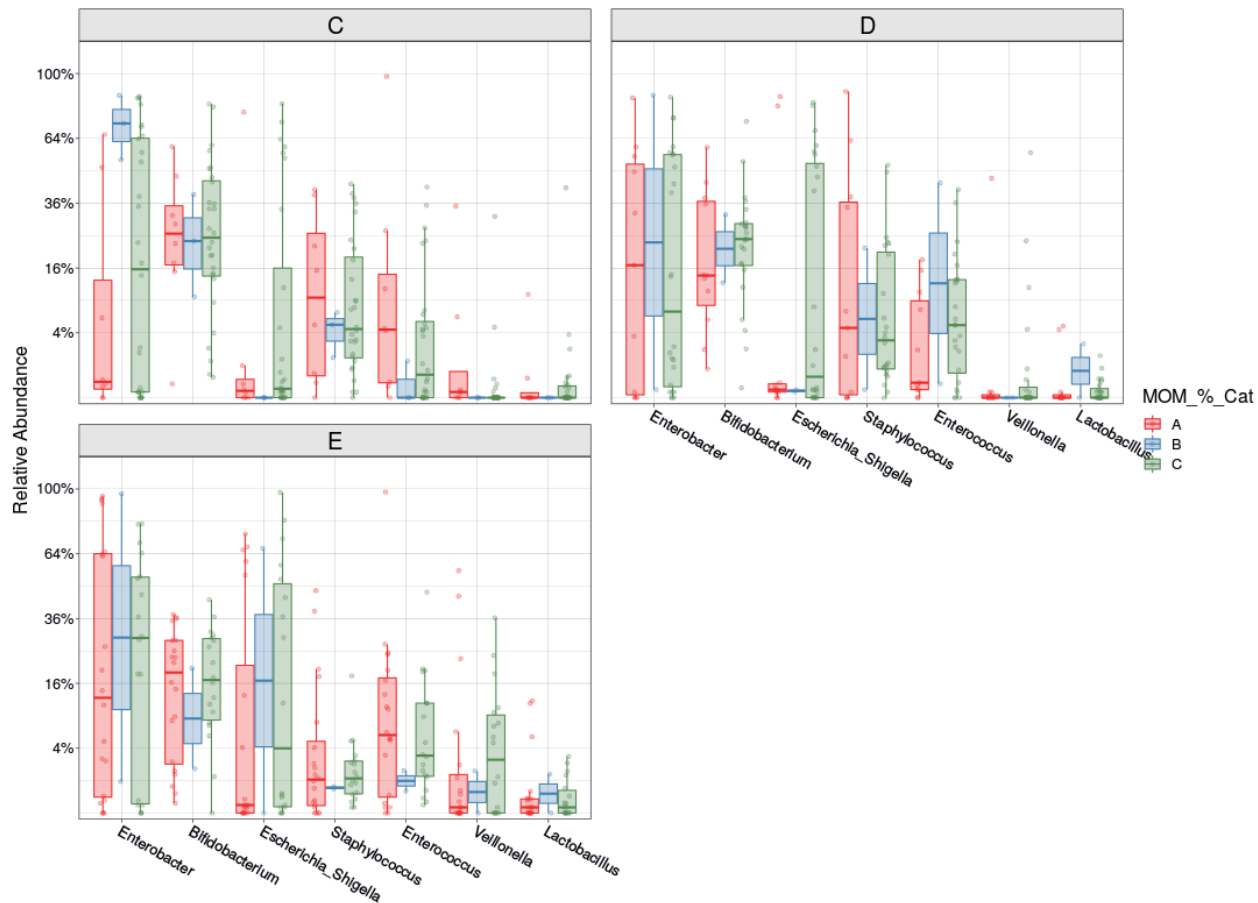 C
D
100%
64%
36%
16%
4%
Relative Abundance
Enterobacter
Bifidobacterium
Escherichia_Shigella
Staphylococcus
Enterococcus
Veillonella
Lactobacillus
MOM_%_Cat
A
B
C
E
100%
64%
36%
16%
4%
Enterobacter
Bifidobacterium
Escherichia_Shigella
Staphylococcus
Enterococcus
Veillonella
Lactobacillus